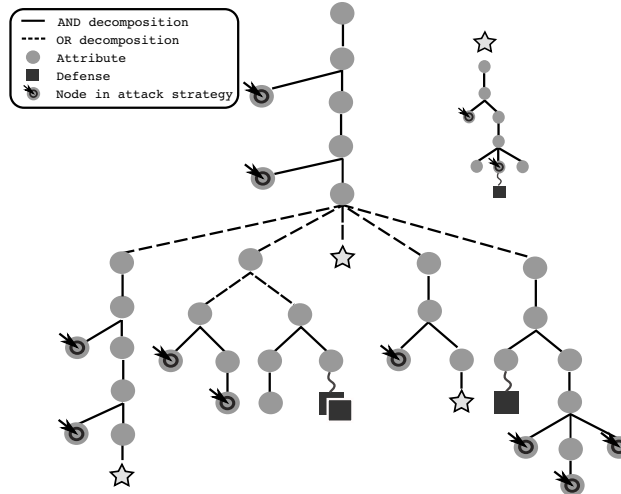 AND decomposition
OR decomposition
Attribute
Defense
Node in attack strategy